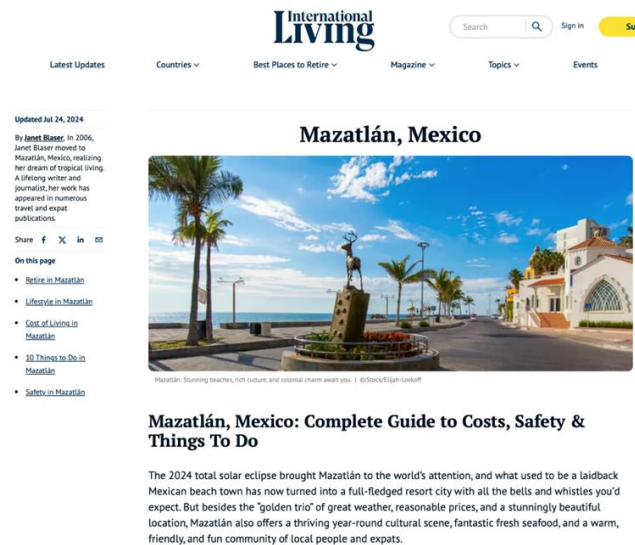 International
Living
Search
Sign in
Su
Latest Updates
Countries
Best Places to Retire
Magazine
Topics
Events
Updated Jul 24, 2024
By Janet Blaser, In 2006,
Janet Blaser moved to
Mazatlán, Mexico, realizing
her dream of tropical living.
A lifelong writer and
journalist, her work has
appeared in numerous
travel and expat
publications.
Share
On this page
Retire in Mazatlán
Lifestyle in Mazatlán
Cost of Living in
Mazatlán
10 Things to Do in
Mazatlán
Safety in Mazatlán
Mazatlán, Mexico
Mazatlán: Stunning beaches, rich culture, and colonial charm await you. | ©iStock/Elijah-Lovkoff
Mazatlán, Mexico: Complete Guide to Costs, Safety &
Things To Do
The 2024 total solar eclipse brought Mazatlán to the world's attention, and what used to be a laidback
Mexican beach town has now turned into a full-fledged resort city with all the bells and whistles you'd
expect. But besides the "golden trio" of great weather, reasonable prices, and a stunningly beautiful
location, Mazatlán also offers a thriving year-round cultural scene, fantastic fresh seafood, and a warm,
friendly, and fun community of local people and expats.